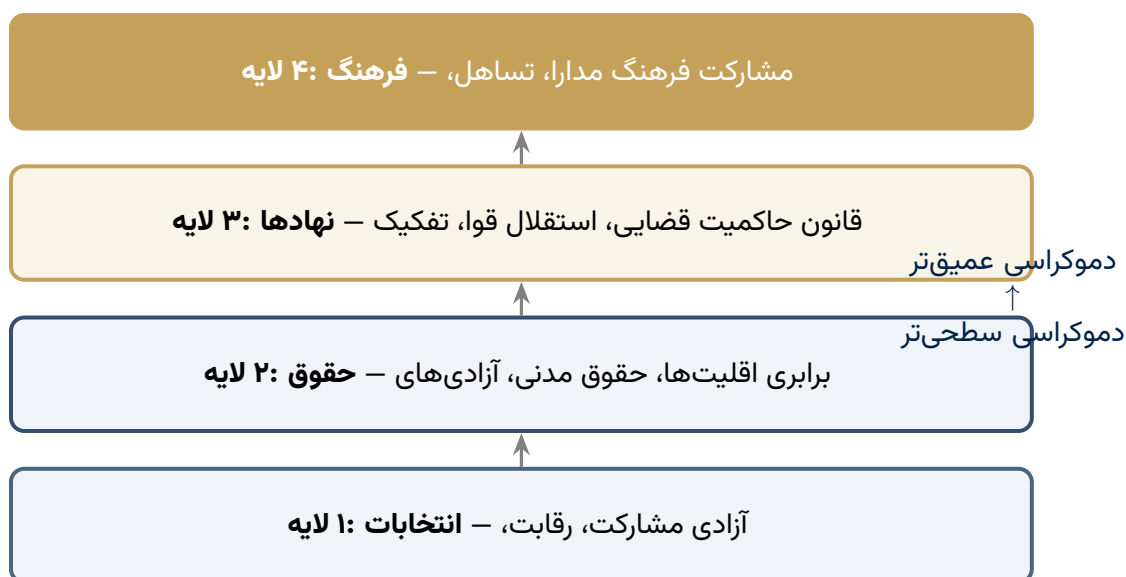 مشارکت فرهنگ مدارا، تساهل، – فرهنگ :۴ لایه
قانون حاکمیت قضایی، استقلال قوا، تفکیک – نهادها :۳ لایه
دموکراسی عمیق‌تر
↑
دموکراسی سطحی‌تر
برابری اقلیت‌ها، حقوق مدنی، آزادی‌های – حقوق :۲ لایه
آزادی مشارکت، رقابت، – انتخابات :۱ لایه